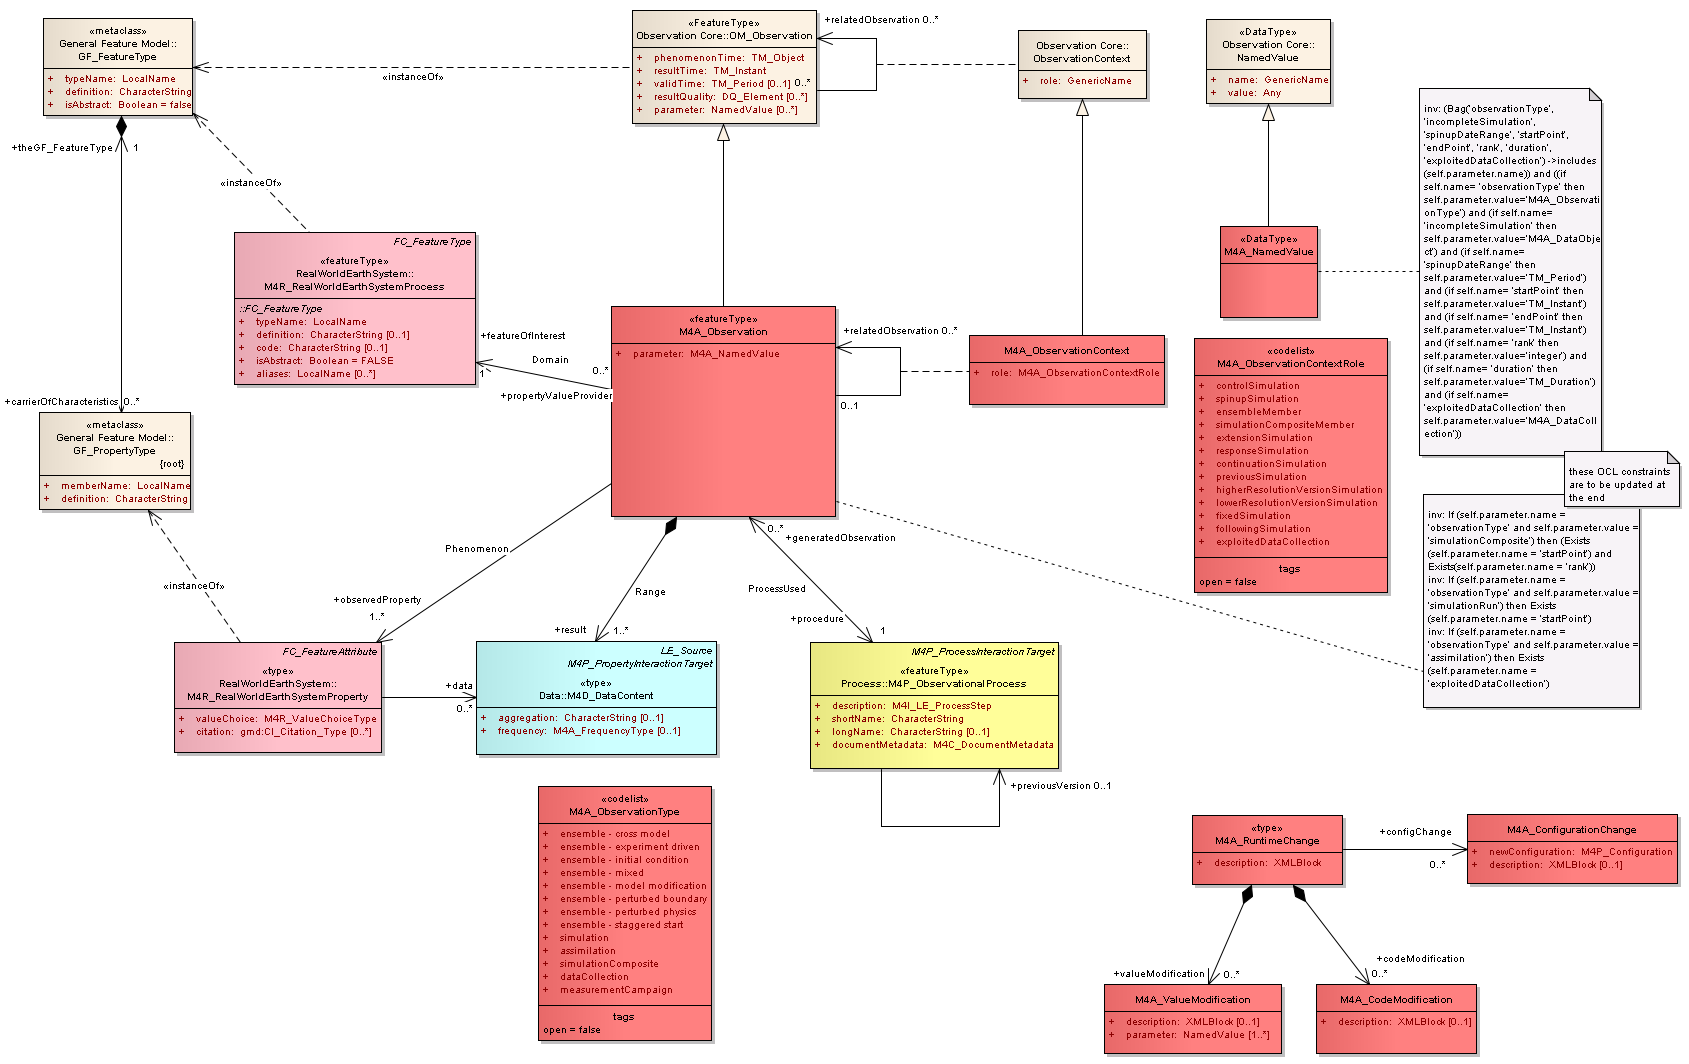 «metaclass»
General Feature Model::
GF_FeatureType
+ typeName: LocalName
+ definition: CharacterString
+ isAbstract: Boolean = false
«FeatureType»
Observation Core::OM_Observation
+ phenomenonTime: TM_Object
+ resultTime: TM_Instant
+ validTime: TM_Period [0..1]
+ resultQuality: DQ_Element [0..*]
+ parameter: NamedValue [0..*]
+relatedObservation 0..*
0..*
Observation Core::
ObservationContext
+ role: GenericName
«DataType»
Observation Core::
NamedValue
+ name: GenericName
+ value: Any
«instanceOf»
+theGF_FeatureType
1
«instanceOf»
inv: (Bag('observationType',
'incompleteSimulation',
'spinupDateRange', 'startPoint',
'endPoint', 'rank', 'duration',
'exploitedDataCollection') ->includes
(self.parameter.name)) and ((if
self.name= 'observationType' then
self.parameter.value='M4A_Observati
onType') and (if self.name=
'incompleteSimulation' then
self.parameter.value='M4A_DataObje
ct') and (if self.name=
'spinupDateRange' then
self.parameter.value='TM_Period')
and (if self.name= 'startPoint' then
self.parameter.value='TM_Instant')
and (if self.name= 'endPoint' then
self.parameter.value='TM_Instant')
and (if self.name= 'rank' then
self.parameter.value='integer') and
(if self.name= 'duration' then
self.parameter.value='TM_Duration')
and (if self.name=
'exploitedDataCollection' then
self.parameter.value='M4A_DataColl
ection'))
FC_FeatureType
«featureType»
RealWorldEarthSystem::
M4R_RealWorldEarthSystemProcess
::FC_FeatureType
+ typeName: LocalName
+ definition: CharacterString [0..1]
+ code: CharacterString [0..1]
+ isAbstract: Boolean = FALSE
+ aliases: LocalName [0..*]
«DataType»
M4A_NamedValue
«featureType»
M4A_Observation
+ parameter: M4A_NamedValue
+featureOfInterest
Domain
1
0..*
+propertyValueProvider
+relatedObservation 0..*
0..1
M4A_ObservationContext
+ role: M4A_ObservationContextRole
«codelist»
M4A_ObservationContextRole
+ controlSimulation
+ spinupSimulation
+ ensembleMember
+ simulationCompositeMember
+ extensionSimulation
+ responseSimulation
+ continuationSimulation
+ previousSimulation
+ higherResolutionVersionSimulation
+ lowerResolutionVersionSimulation
+ fixedSimulation
+ followingSimulation
+ exploitedDataCollection
tags
open = false
+carrierOfCharacteristics 0..*
«metaclass»
General Feature Model::
GF_PropertyType
{root}
+ memberName: LocalName
+ definition: CharacterString
these OCL constraints
are to be updated at
the end
inv: If (self.parameter.name =
'observationType' and self.parameter.value =
'simulationComposite') then (Exists
(self.parameter.name = 'startPoint') and
Exists(self.parameter.name = 'rank'))
inv: If (self.parameter.name =
'observationType' and self.parameter.value =
'simulationRun') then Exists
(self.parameter.name = 'startPoint')
inv: If (self.parameter.name =
'observationType' and self.parameter.value =
'assimilation') then Exists
(self.parameter.name =
'exploitedDataCollection')
«instanceOf»
Phenomenon
+observedProperty
1..*
Range
+result
1..*
0..*
+generatedObservation
ProcessUsed
+procedure
1
FC_FeatureAttribute
«type»
RealWorldEarthSystem::
M4R_RealWorldEarthSystemProperty
+ valueChoice: M4R_ValueChoiceType
+ citation: gmd:CI_Citation_Type [0..*]
+data
0..*
LE_Source
M4P_PropertyInteractionTarget
«type»
Data::M4D_DataContent
+ aggregation: CharacterString [0..1]
+ frequency: M4A_FrequencyType [0..1]
M4P_ProcessInteractionTarget
«featureType»
Process::M4P_ObservationalProcess
+ description: M4I_LE_ProcessStep
+ shortName: CharacterString
+ longName: CharacterString [0..1]
+ documentMetadata: M4C_DocumentMetadata
+previousVersion 0..1
«codelist»
M4A_ObservationType
+ ensemble - cross model
+ ensemble - experiment driven
+ ensemble - initial condition
+ ensemble - mixed
+ ensemble - model modification
+ ensemble - perturbed boundary
+ ensemble - perturbed physics
+ ensemble - staggered start
+ simulation
+ assimilation
+ simulationComposite
+ dataCollection
+ measurementCampaign
tags
open = false
«type»
M4A_RuntimeChange
+ description: XMLBlock
+configChange
0..*
M4A_ConfigurationChange
+ newConfiguration: M4P_Configuration
+ description: XMLBlock [0..1]
+valueModification
0..*
+codeModification
0..*
M4A_ValueModification
+ description: XMLBlock [0..1]
+ parameter: NamedValue [1..*]
M4A_CodeModification
+ description: XMLBlock [0..1]